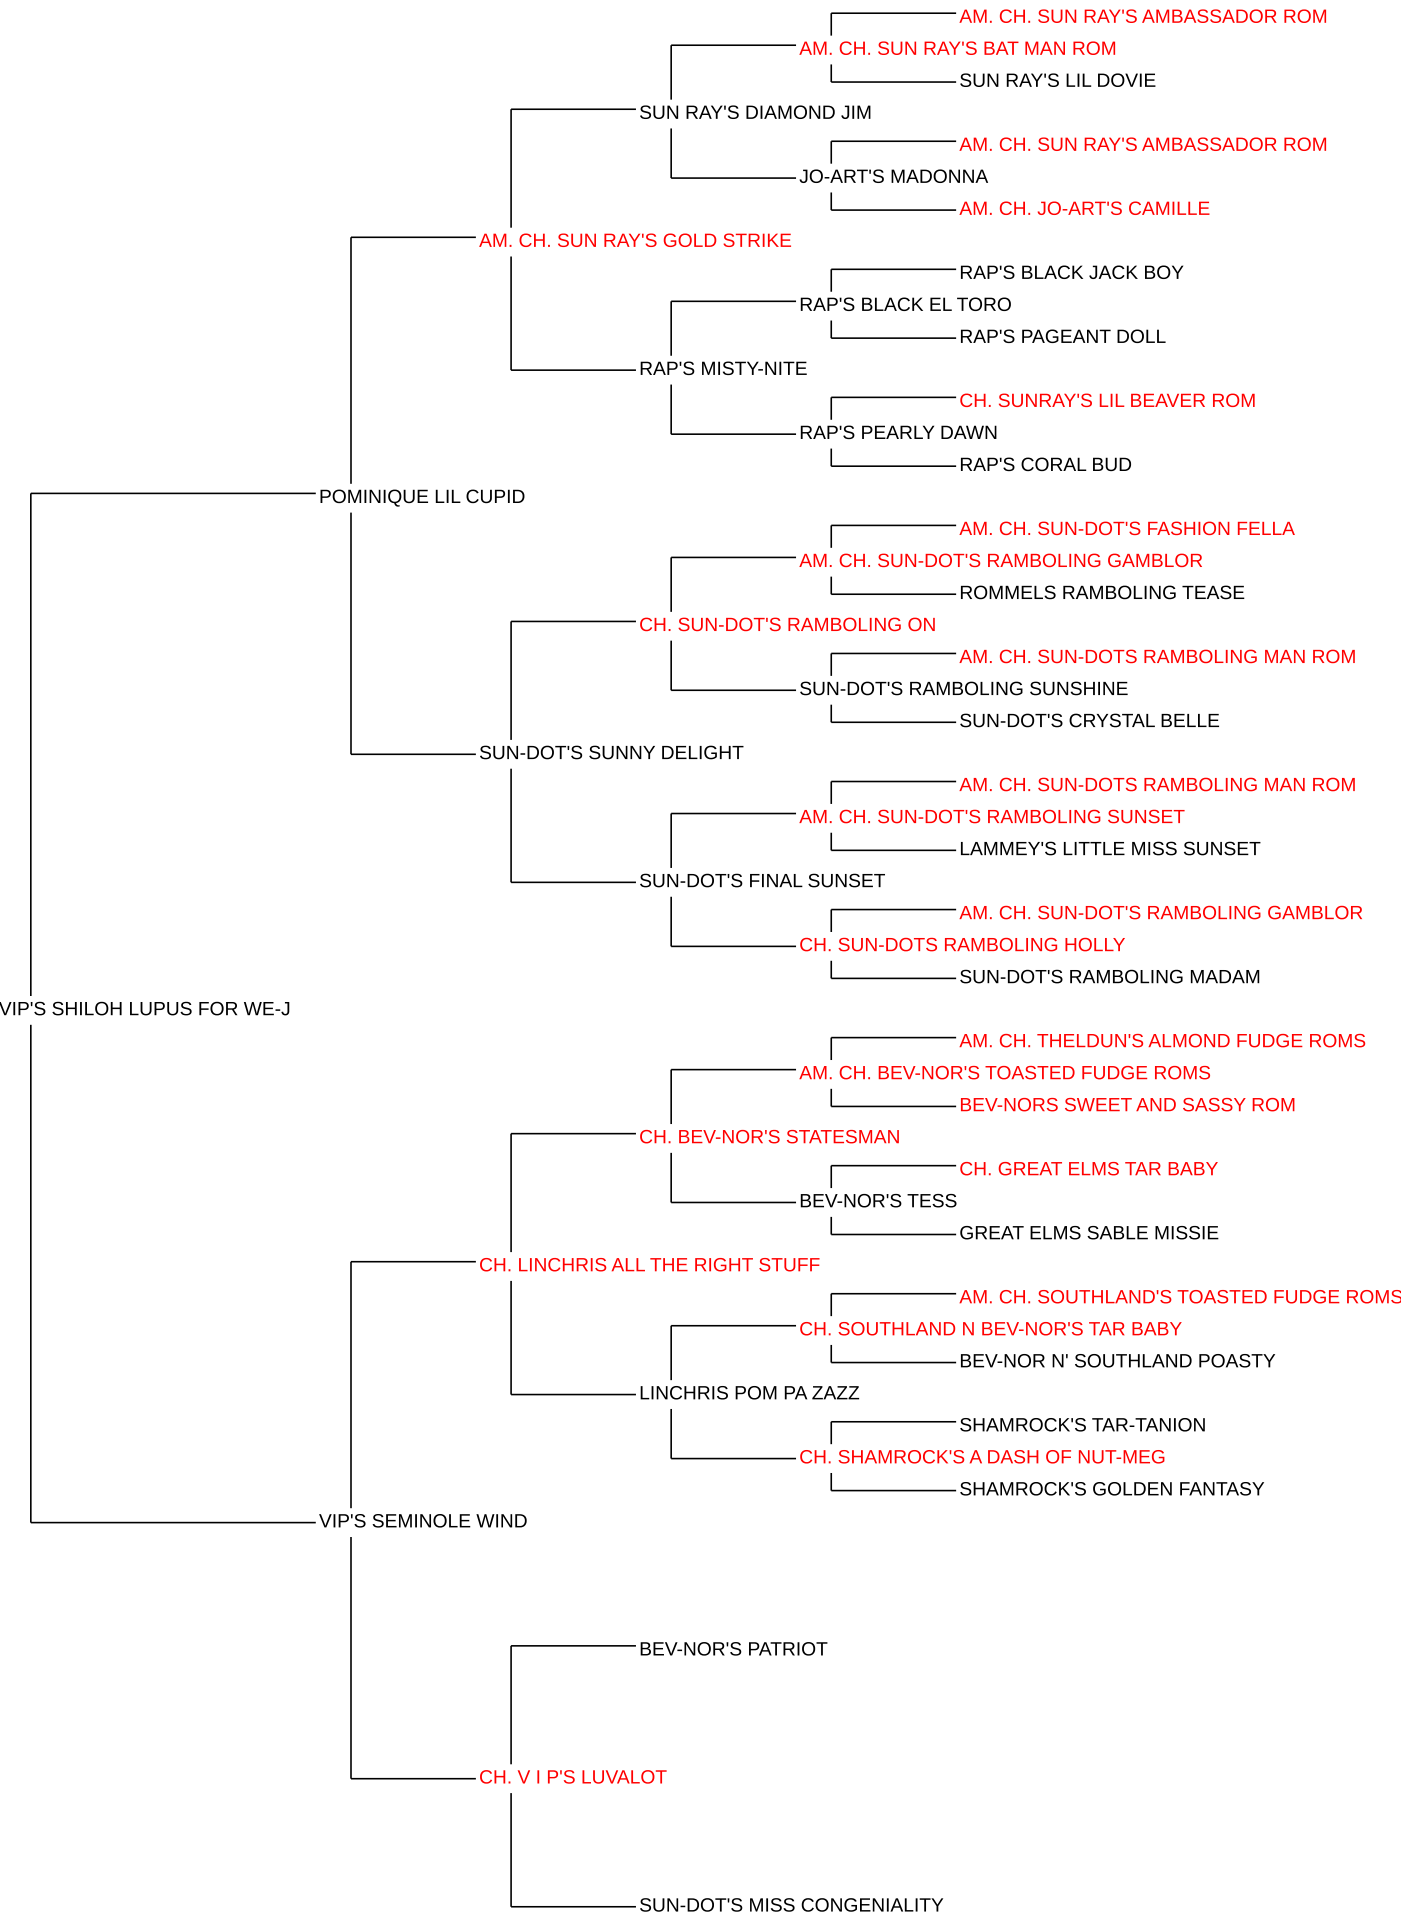 AM. CH. SUN RAY'S AMBASSADOR ROM
AM. CH. SUN RAY'S BAT MAN ROM
SUN RAY'S LIL DOVIE
SUN RAY'S DIAMOND JIM
AM. CH. SUN RAY'S AMBASSADOR ROM
JO-ART'S MADONNA
AM. CH. JO-ART'S CAMILLE
AM. CH. SUN RAY'S GOLD STRIKE
RAP'S BLACK JACK BOY
RAP'S BLACK EL TORO
RAP'S PAGEANT DOLL
RAP'S MISTY-NITE
CH. SUNRAY'S LIL BEAVER ROM
RAP'S PEARLY DAWN
RAP'S CORAL BUD
POMINIQUE LIL CUPID
AM. CH. SUN-DOT'S FASHION FELLA
AM. CH. SUN-DOT'S RAMBOLING GAMBLOR
ROMMELS RAMBOLING TEASE
CH. SUN-DOT'S RAMBOLING ON
AM. CH. SUN-DOTS RAMBOLING MAN ROM
SUN-DOT'S RAMBOLING SUNSHINE
SUN-DOT'S CRYSTAL BELLE
SUN-DOT'S SUNNY DELIGHT
AM. CH. SUN-DOTS RAMBOLING MAN ROM
AM. CH. SUN-DOT'S RAMBOLING SUNSET
LAMMEY'S LITTLE MISS SUNSET
SUN-DOT'S FINAL SUNSET
AM. CH. SUN-DOT'S RAMBOLING GAMBLOR
CH. SUN-DOTS RAMBOLING HOLLY
SUN-DOT'S RAMBOLING MADAM
VIP'S SHILOH LUPUS FOR WE-J
AM. CH. THELDUN'S ALMOND FUDGE ROMS
AM. CH. BEV-NOR'S TOASTED FUDGE ROMS
BEV-NORS SWEET AND SASSY ROM
CH. BEV-NOR'S STATESMAN
CH. GREAT ELMS TAR BABY
BEV-NOR'S TESS
GREAT ELMS SABLE MISSIE
CH. LINCHRIS ALL THE RIGHT STUFF
AM. CH. SOUTHLAND'S TOASTED FUDGE ROMS
CH. SOUTHLAND N BEV-NOR'S TAR BABY
BEV-NOR N' SOUTHLAND POASTY
LINCHRIS POM PA ZAZZ
SHAMROCK'S TAR-TANION
CH. SHAMROCK'S A DASH OF NUT-MEG
SHAMROCK'S GOLDEN FANTASY
VIP'S SEMINOLE WIND
BEV-NOR'S PATRIOT
CH. V I P'S LUVALOT
SUN-DOT'S MISS CONGENIALITY